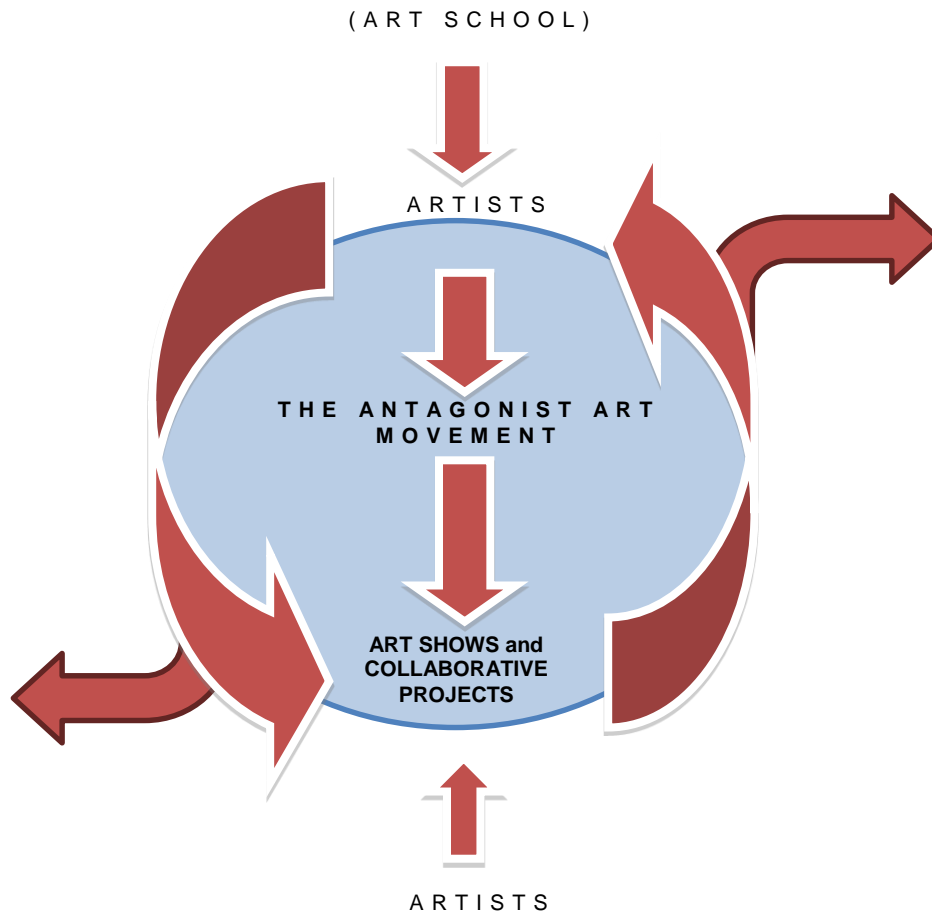 (ART SCHOOL)
ARTISTS
THE ANTAGONIST ART
MOVEMENT
ART SHOWS and
COLLABORATIVE
PROJECTS
ARTISTS